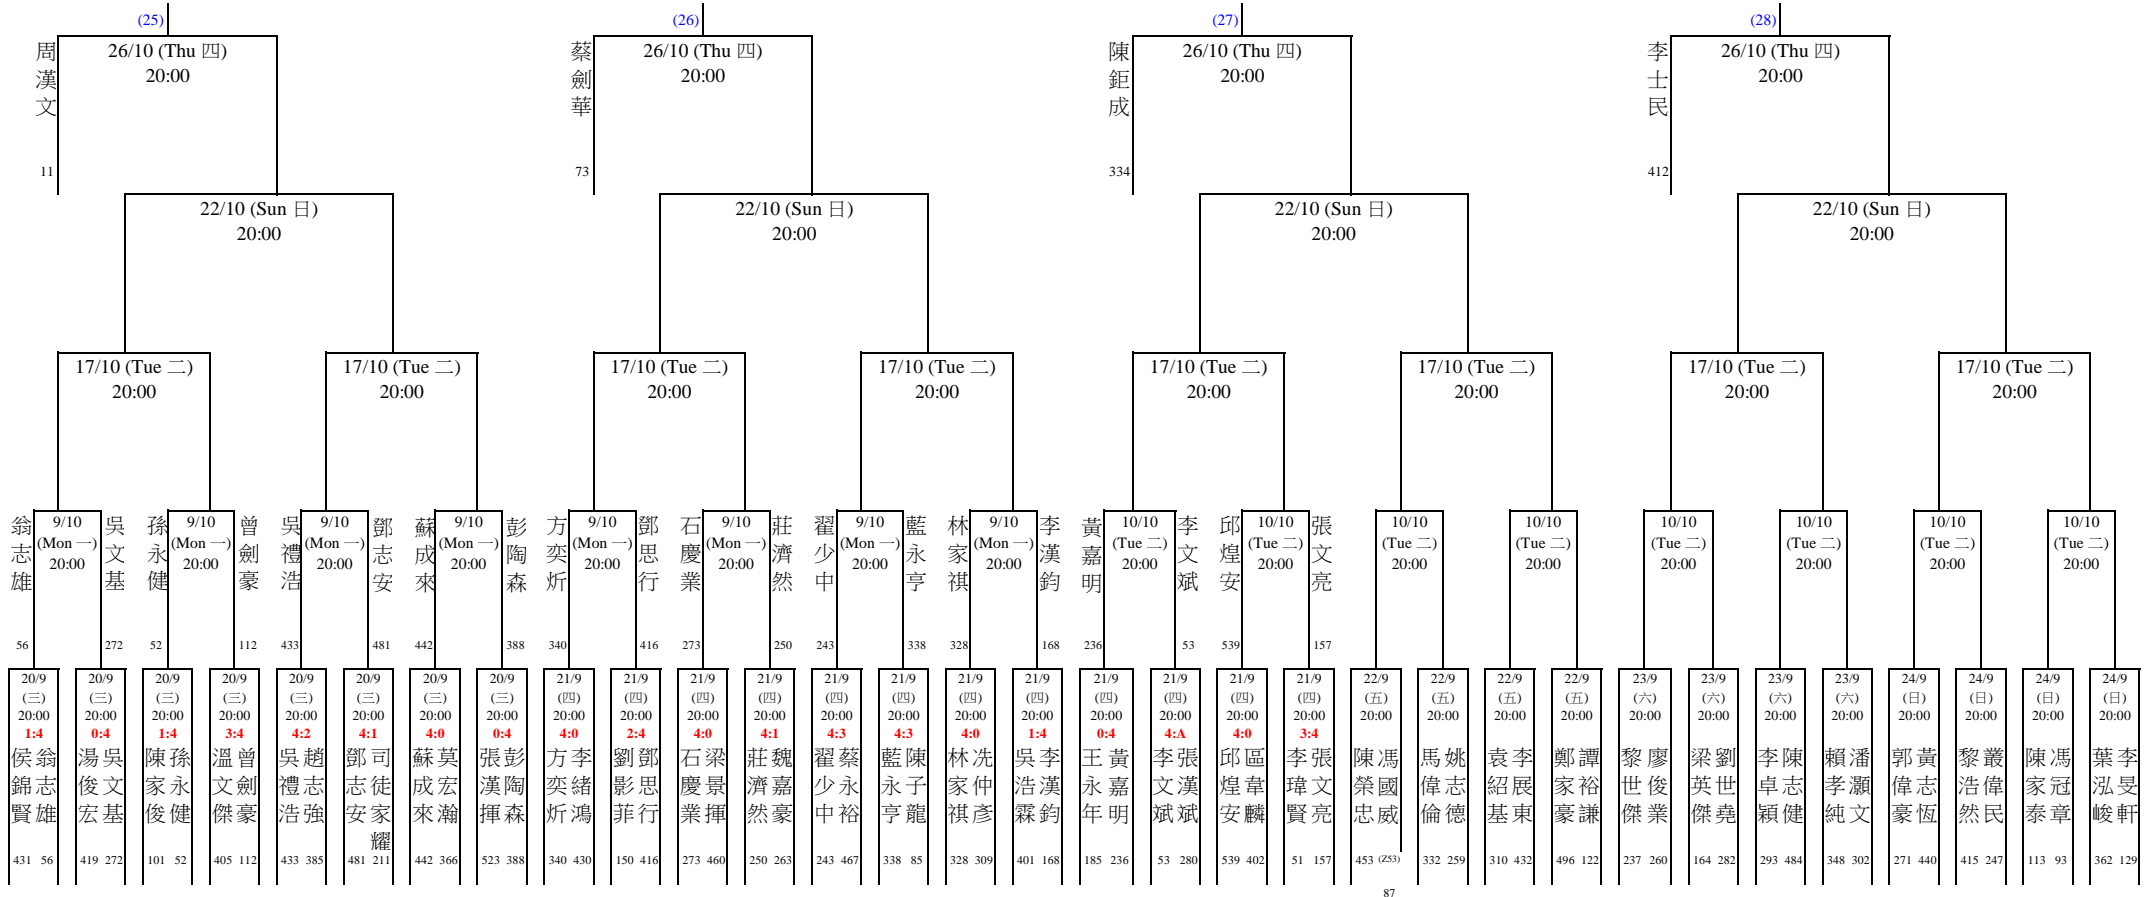 (25) (26) (27) (28)
周漢文 26/10 (Thu 四) 蔡劍華 26/10 (Thu 四) 陳鉅成 26/10 (Thu 四) 李士民 26/10 (Thu 四)
20:00 20:00 20:00 20:00
11 73 334 412
22/10 (Sun 日) 22/10 (Sun 日) 22/10 (Sun 日) 22/10 (Sun 日)
20:00 20:00 20:00 20:00
17/10 (Tue 二) 17/10 (Tue 二) 17/10 (Tue 二) 17/10 (Tue 二) 17/10 (Tue 二) 17/10 (Tue 二) 17/10 (Tue 二) 17/10 (Tue 二)
20:00 20:00 20:00 20:00 20:00 20:00 20:00 20:00
翁志雄 吳文基 孫永健 曾劍豪 吳禮浩 鄧志安 蘇成來 彭陶森 方奕炘 鄧思行 石慶業 莊濟然 翟少中 藍永亨 林家祺 李漢鈞 黃嘉明 李文斌 邱煌安 張文亮
9/10 9/10 9/10 9/10 9/10 9/10 9/10 9/10 10/10 10/10 10/10 10/10 10/10 10/10 10/10 10/10
(Mon 一) (Mon 一) (Mon 一) (Mon 一) (Mon 一) (Mon 一) (Mon 一) (Mon 一) (Tue 二) (Tue 二) (Tue 二) (Tue 二) (Tue 二) (Tue 二) (Tue 二) (Tue 二)
20:00 20:00 20:00 20:00 20:00 20:00 20:00 20:00 20:00 20:00 20:00 20:00 20:00 20:00 20:00 20:00
56 272 52 112 433 481 442 388 340 416 273 250 243 338 328 168 236 53 539 157
20/9 20/9 20/9 20/9 20/9 20/9 20/9 20/9 21/9 21/9 21/9 21/9 21/9 21/9 21/9 21/9 21/9 21/9 21/9 21/9 22/9 22/9 22/9 22/9 23/9 23/9 23/9 23/9 24/9 24/9 24/9 24/9
(三) (三) (三) (三) (三) (三) (三) (三) (四) (四) (四) (四) (四) (四) (四) (四) (四) (四) (四) (四) (五) (五) (五) (五) (六) (六) (六) (六) (日) (日) (日) (日)
20:00 20:00 20:00 20:00 20:00 20:00 20:00 20:00 20:00 20:00 20:00 20:00 20:00 20:00 20:00 20:00 20:00 20:00 20:00 20:00 20:00 20:00 20:00 20:00 20:00 20:00 20:00 20:00 20:00 20:00 20:00 20:00
1:4 0:4 1:4 3:4 4:2 4:1 4:0 0:4 4:0 2:4 4:0 4:1 4:3 4:3 4:0 1:4 0:4 4:A 4:0 3:4
侯錦賢 翁志雄 湯俊宏 吳文基 陳家俊 孫永健 溫文傑 曾劍豪 吳禮浩 趙志強 鄧志安 司徒家耀 蘇成來 莫宏瀚 張漢揮 彭陶森 方奕炘 李緒鴻 劉影菲 鄧思行 石慶業 梁景揮 莊濟然 魏嘉豪 翟少中 蔡永裕 藍永亨 陳子龍 林家祺 冼仲彥 吳浩霖 李漢鈞 王永年 黃嘉明 李文斌 張漢斌 邱煌安 區韋麟 李瑋賢 張文亮 陳榮忠 馮國威 馬偉倫 姚志德 袁紹基 李展東 鄭家豪 譚裕謙 黎世傑 廖俊業 梁英傑 劉世堯 李卓穎 陳志健 賴孝純 潘灝文 郭偉豪 黃志恆 黎浩然 叢偉民 陳家泰 馮冠章 葉泓峻 李旻軒
431 56 419 272 101 52 405 112 433 385 481 211 442 366 523 388 340 430 150 416 273 460 250 263 243 467 338 85 328 309 401 168 185 236 53 280 539 402 51 157 453 (Z53) 332 259 310 432 496 122 237 260 164 282 293 484 348 302 271 440 415 247 113 93 362 129
87